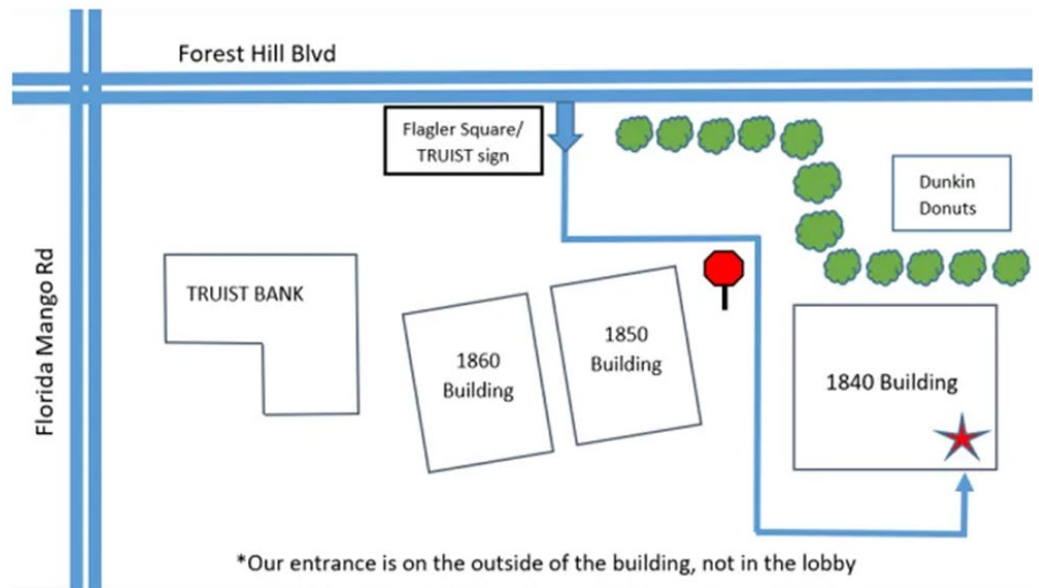 Forest Hill Blvd
Flagler Square/
TRUIST sign
Dunkin
Donuts
Florida Mango Rd
TRUIST BANK
1860
Building
1850
Building
1840 Building
*Our entrance is on the outside of the building, not in the lobby